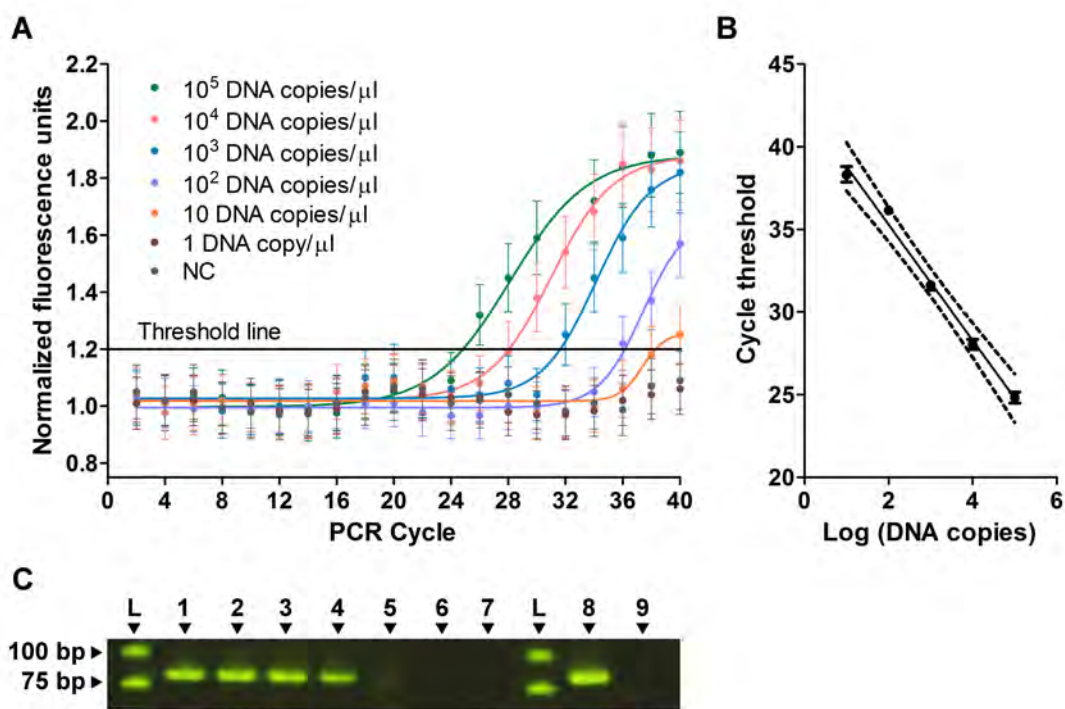 A
Normalized fluorescence units
2.2
2.0
1.8
1.6
1.4
1.2
1.0
0.8
10⁵ DNA copies/μl
10⁴ DNA copies/μl
10³ DNA copies/μl
10² DNA copies/μl
10 DNA copies/μl
1 DNA copy/μl
NC
Threshold line
0 2 4 8 12 16 20 24 28 32 36 40
PCR Cycle
B
Cycle threshold
45
40
35
30
25
20
0 2 4 6
Log (DNA copies)
C
L 1 2 3 4 5 6 7 L 8 9
100 bp
75 bp